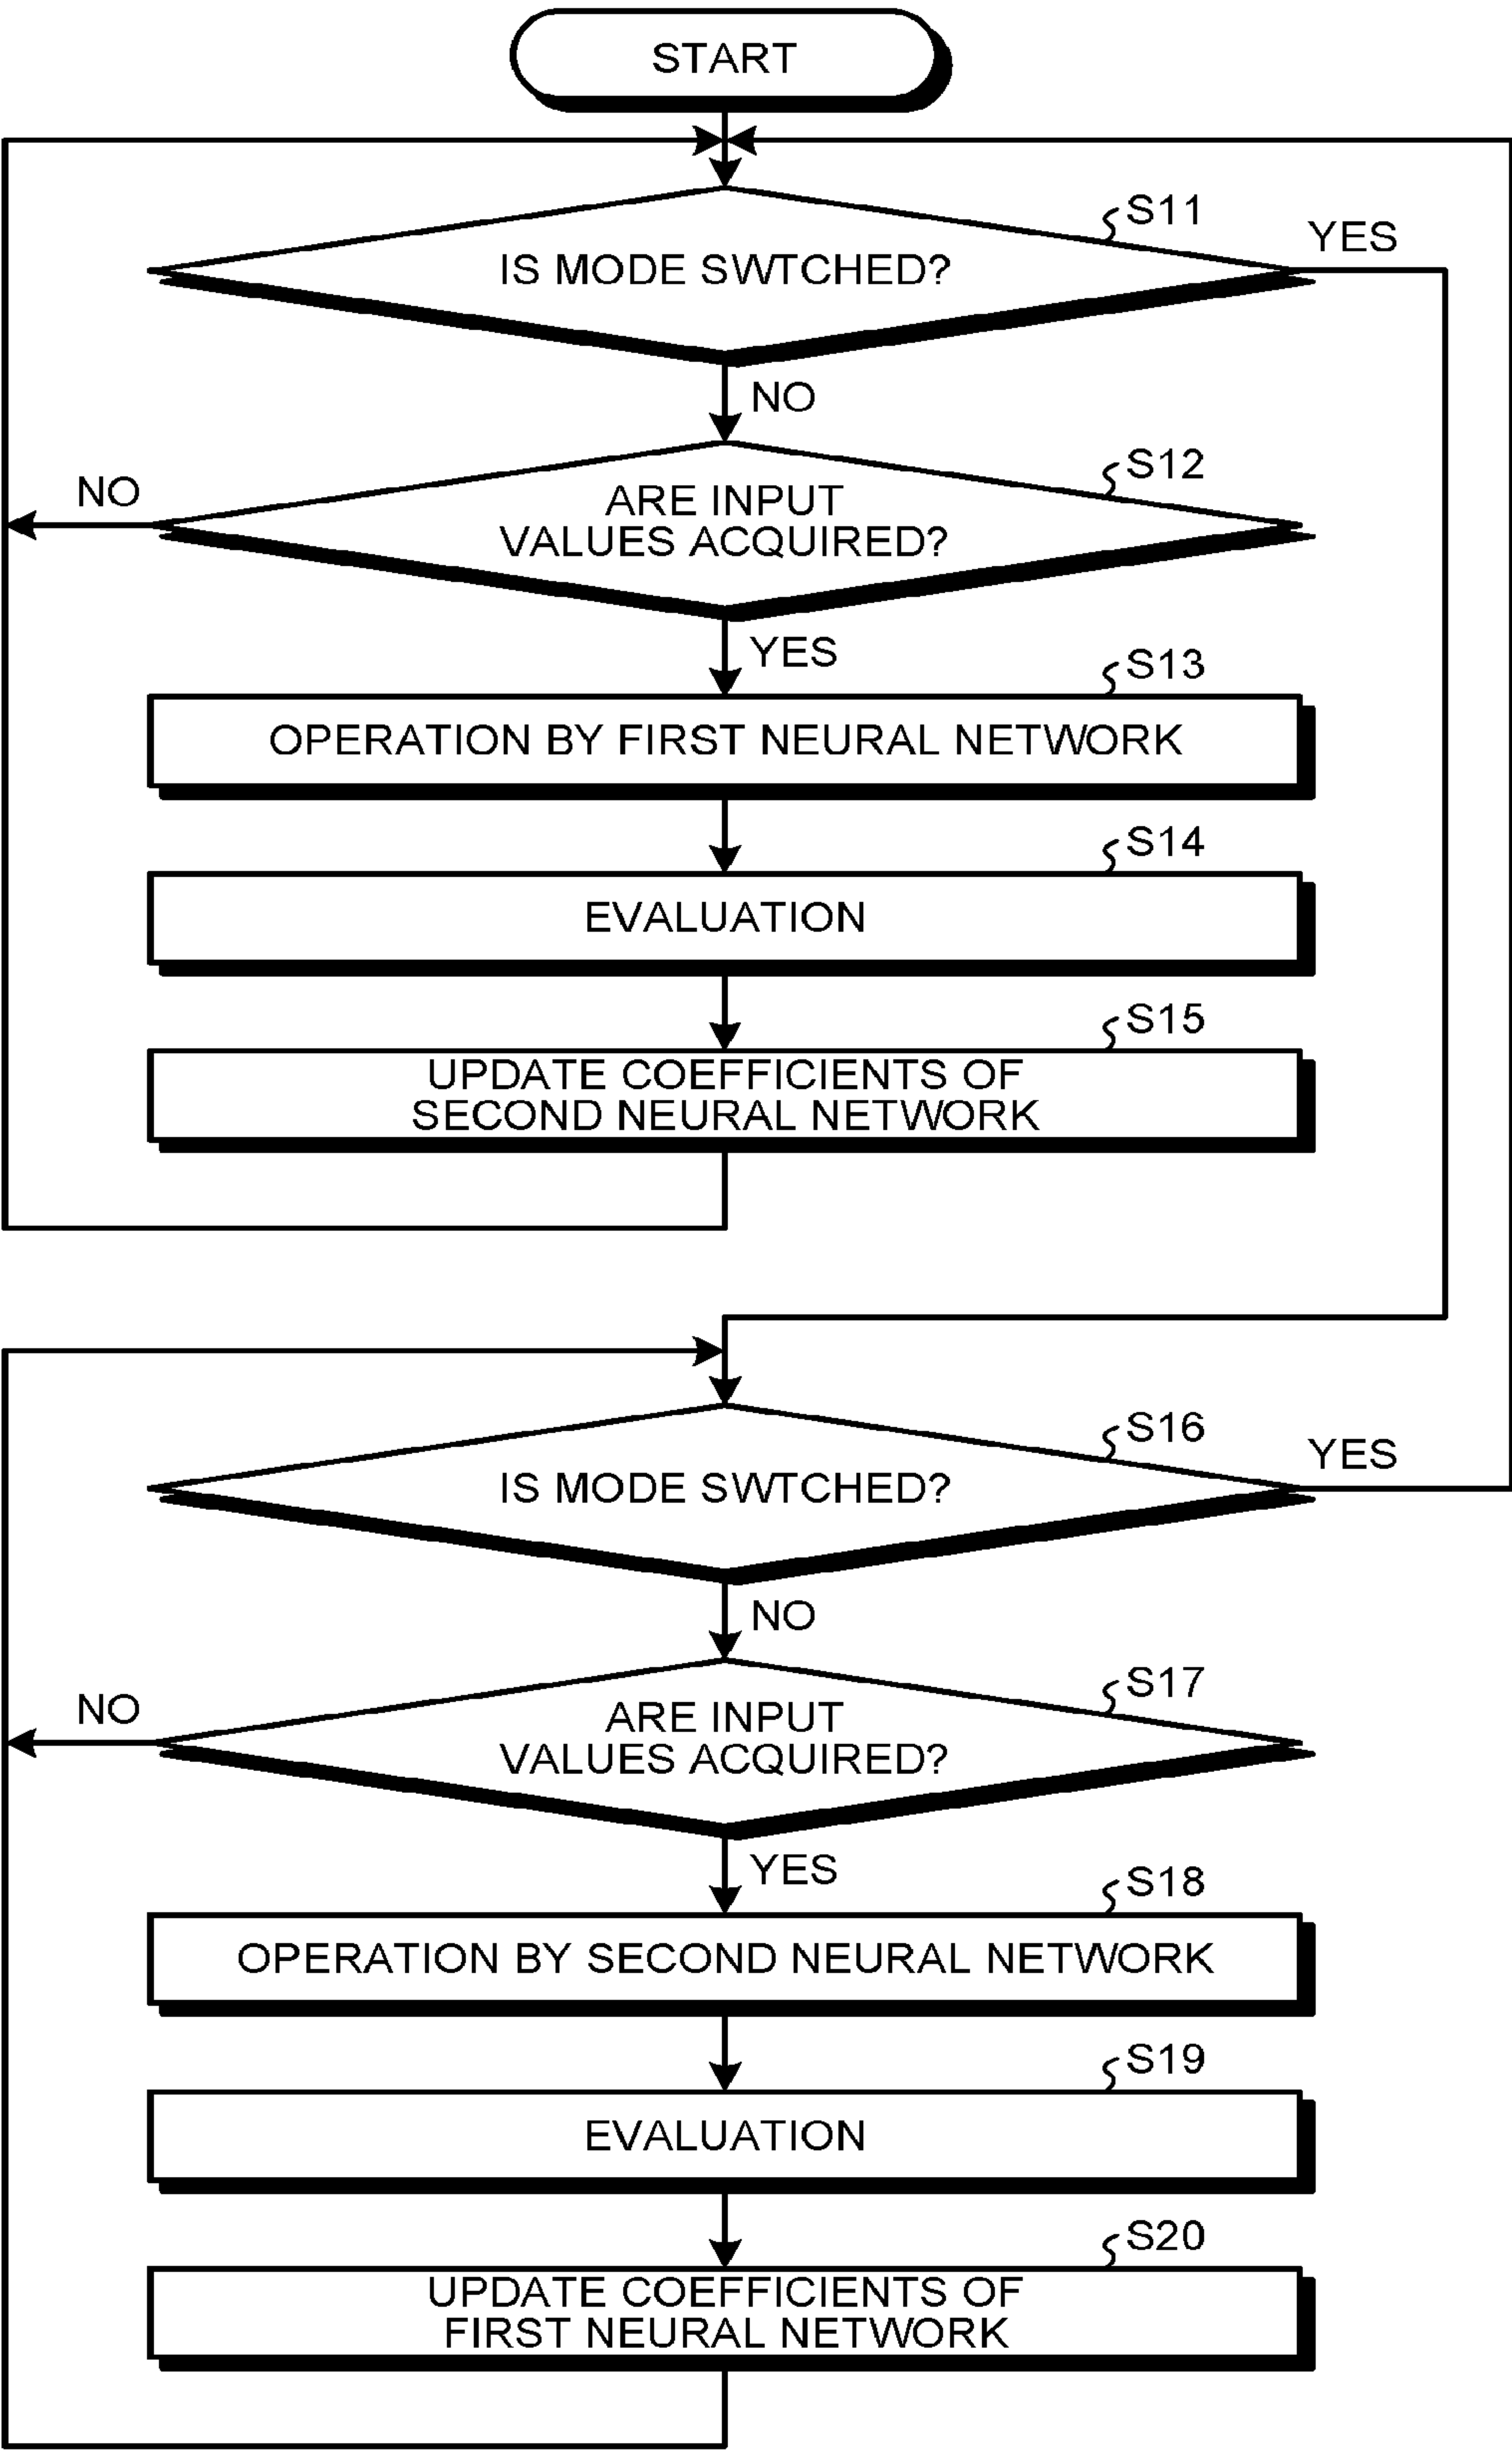 START
S11
YES
IS MODE SWTCHED?
NO
S12
NO
ARE INPUT
VALUES ACQUIRED?
YES
S13
OPERATION BY FIRST NEURAL NETWORK
S14
EVALUATION
S15
UPDATE COEFFICIENTS OF
SECOND NEURAL NETWORK
S16
YES
IS MODE SWTCHED?
NO
S17
NO
ARE INPUT
VALUES ACQUIRED?
YES
S18
OPERATION BY SECOND NEURAL NETWORK
S19
EVALUATION
S20
UPDATE COEFFICIENTS OF
FIRST NEURAL NETWORK